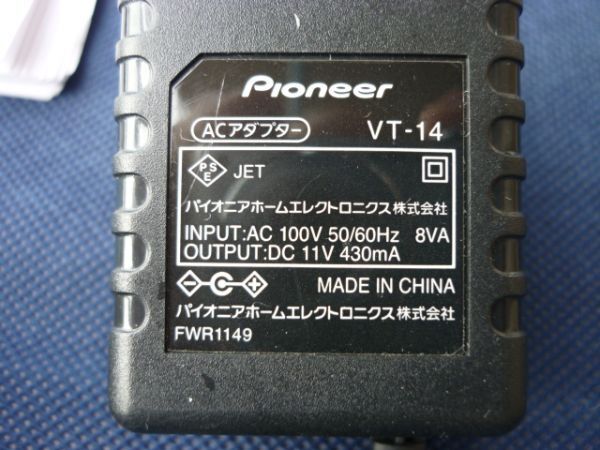 Pioneer
ACアダプター VT-14
PSE JET
パイオニアホームエレクトロニクス株式会社
INPUT:AC 100V 50/60Hz 8VA
OUTPUT:DC 11V 430mA
MADE IN CHINA
パイオニアホームエレクトロニクス株式会社
FWR1149